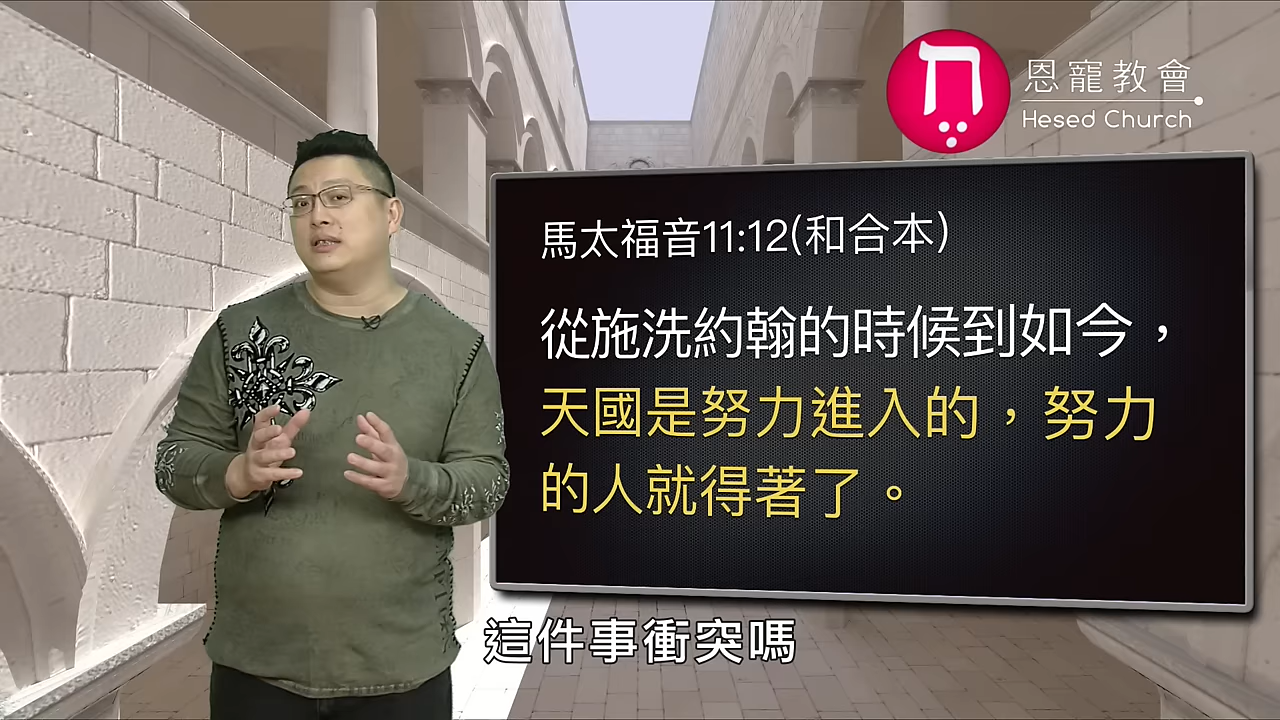 恩寵教會
Hesed Church
馬太福音11:12(和合本)
從施洗約翰的時候到如今，
天國是努力進入的，努力
的人就得著了。
這件事衝突嗎